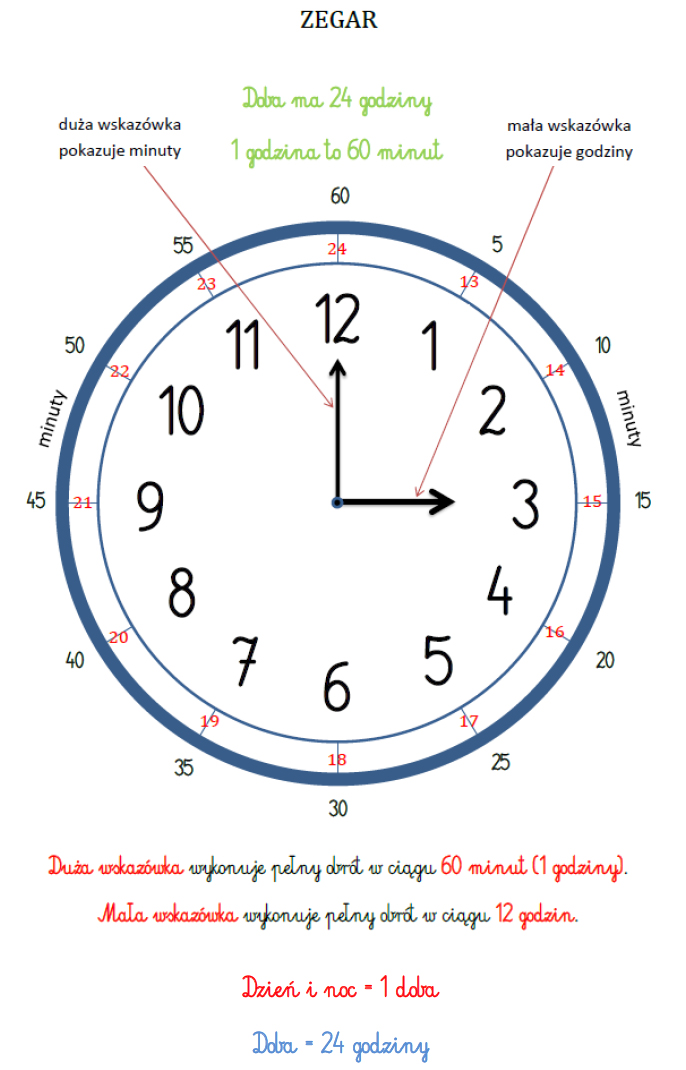 ZEGAR
Doba ma 24 godziny
duża wskazówka
pokazuje minuty
1 godzina to 60 minut
mała wskazówka
pokazuje godziny
60
55
5
24
23
13
12
11
1
50
10
22
14
10
2
minuty
minuty
45
21
9
3
15
15
8
4
40
20
16
20
7
5
6
19
17
35
18
25
30
Duża wskazówka wykonuje pełny obrót w ciągu 60 minut (1 godziny).
Mała wskazówka wykonuje pełny obrót w ciągu 12 godzin.
Dzień i noc = 1 doba
Doba = 24 godziny